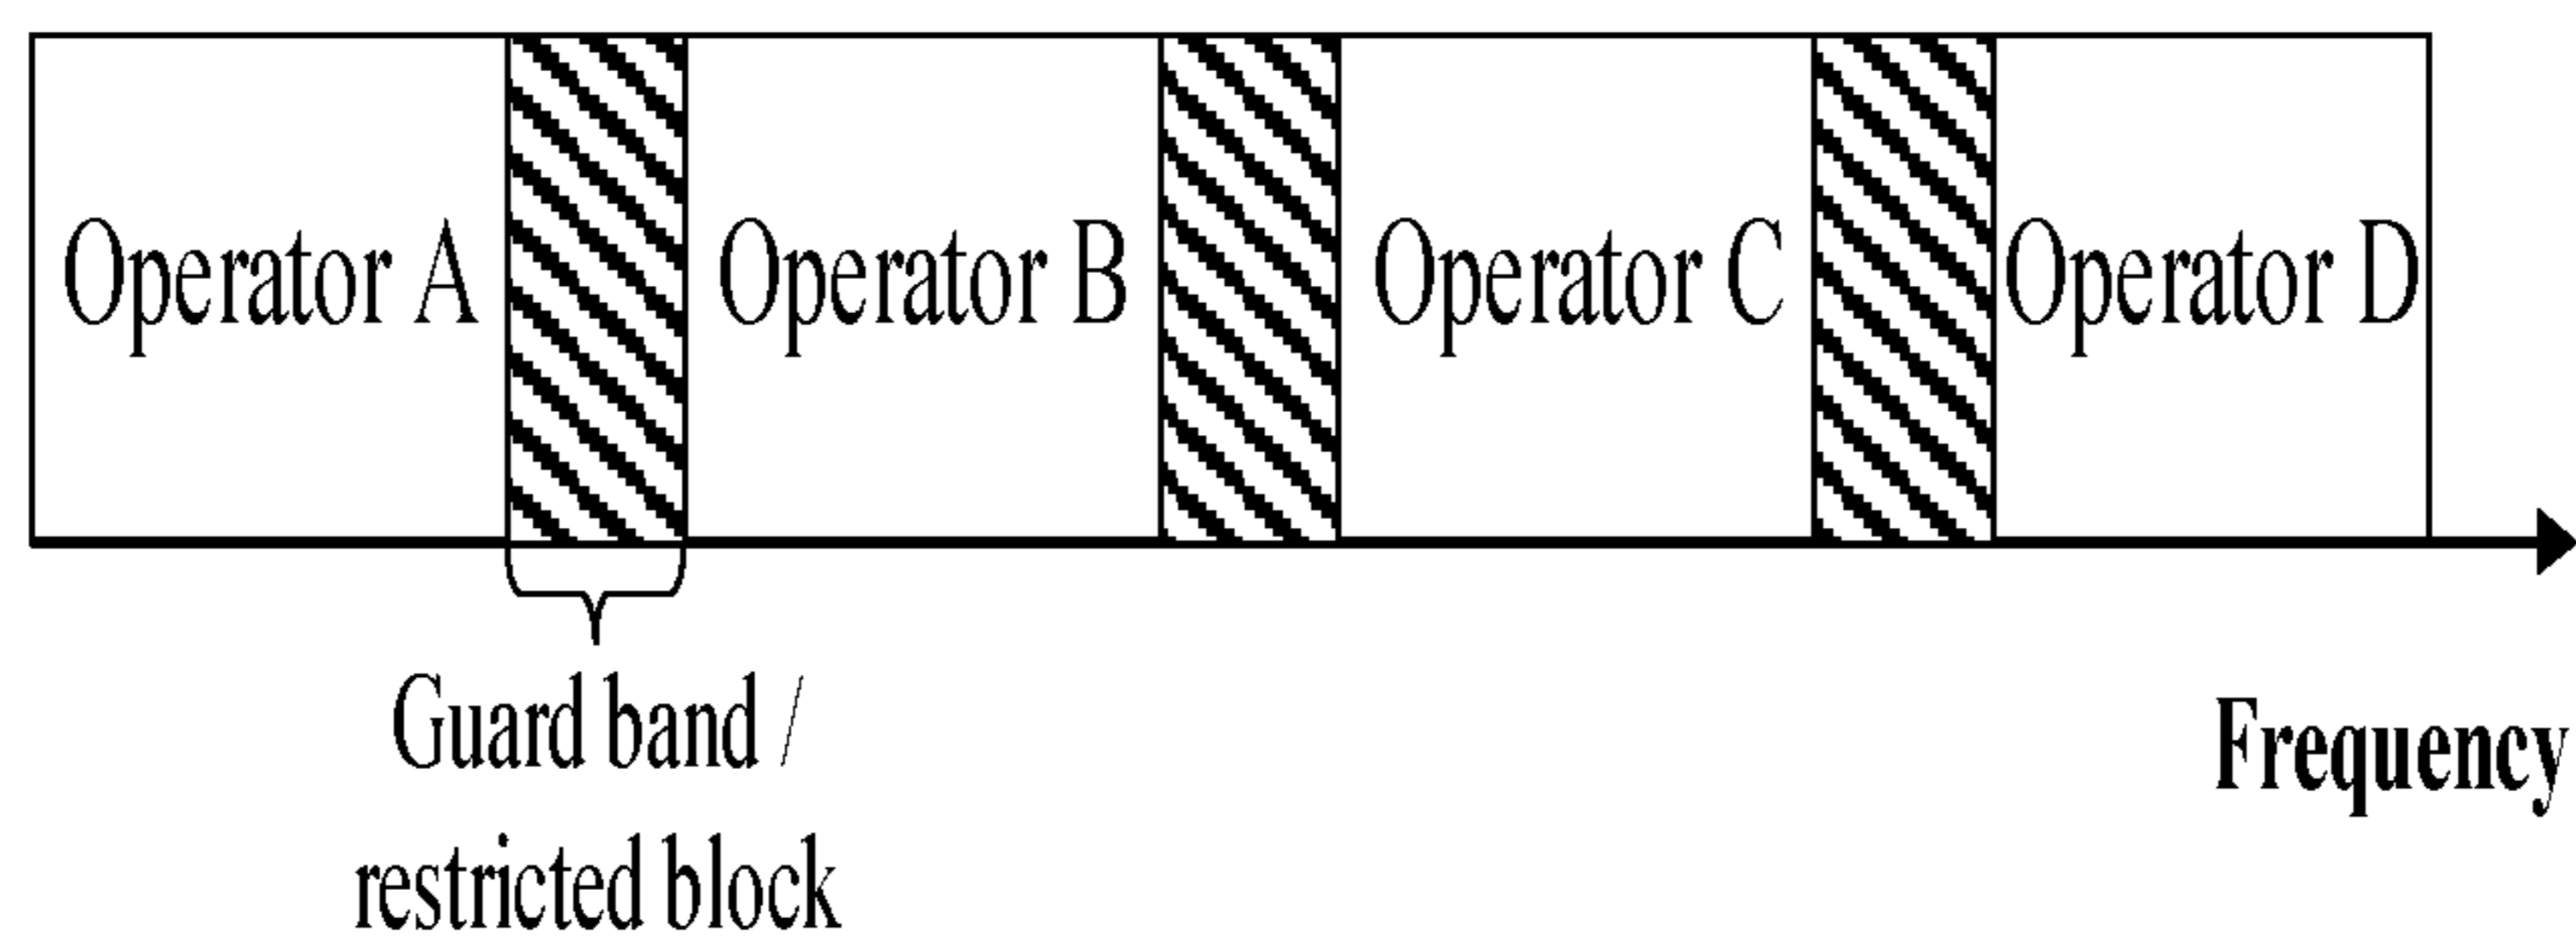 Operator A
Operator B
Operator C
Operator D
Guard band /
restricted block
Frequency